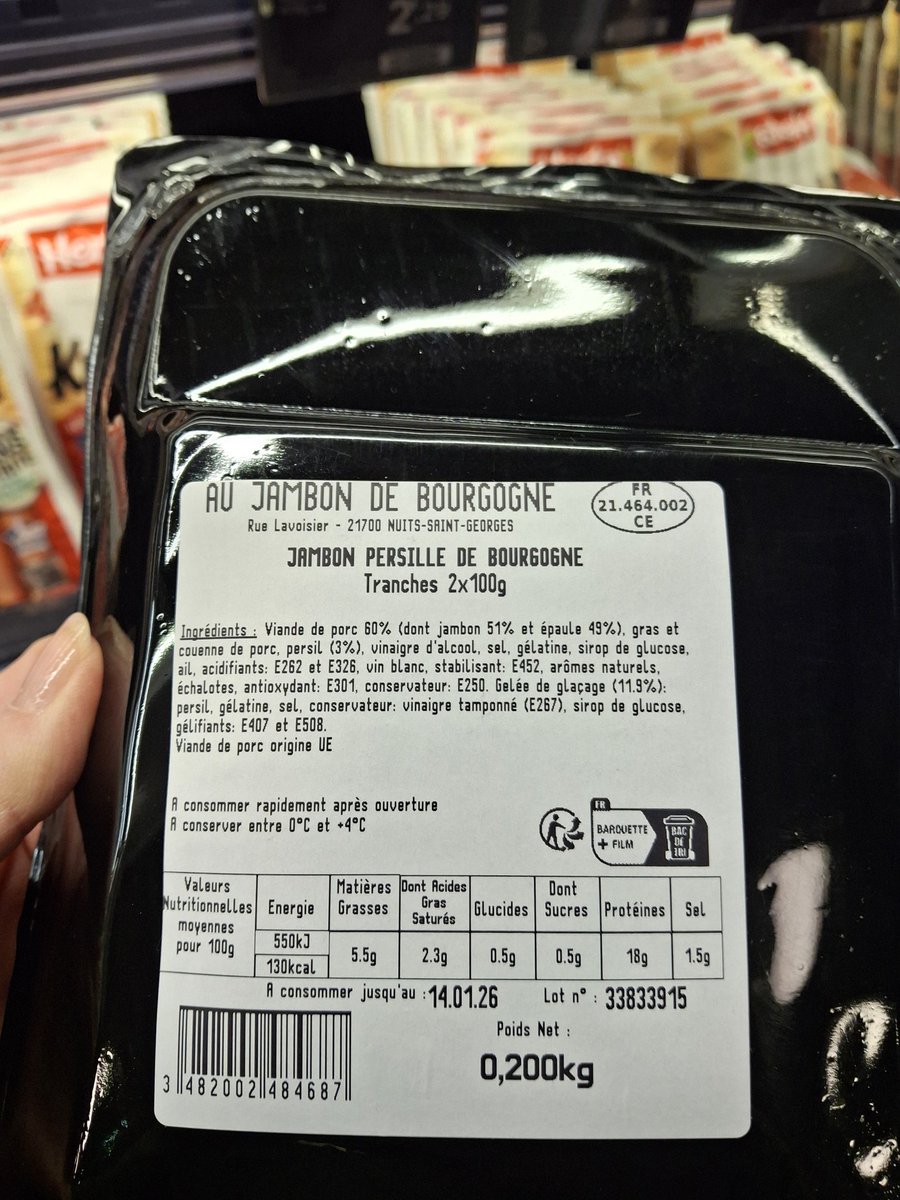 AU JAMBON DE BOURGOGNE
Rue Lavoisier - 21700 NUITS-SAINT-GEORGES
FR
21.464.002
CE
JAMBON PERSILLE DE BOURGOGNE
Tranches 2x100g
Ingrédients : Viande de porc 60% (dont jambon 51% et épaule 49%), gras et
couenne de porc, persil (3%), vinaigre d'alcool, sel, gélatine, sirop de glucose,
ail, acidifiants: E262 et E326, vin blanc, stabilisant: E452, arômes naturels,
échalotes, antioxydant: E301, conservateur: E250. Gelée de glaçage (11.9%):
persil, gélatine, sel, conservateur: vinaigre tamponné (E267), sirop de glucose,
gélifiants: E407 et E508.
Viande de porc origine UE
A consommer rapidement après ouverture
A conserver entre 0°C et +4°C
FR
BARQUETTE
+ FILM
BAC
DE
TRI
Valeurs
Nutritionnelles
moyennes
pour 100g
Energie
Matières
Grasses
Dont Acides
Gras
Saturés
Glucides
Dont
Sucres
Protéines
Sel
550kJ
130kcal
5.5g
2.3g
0.5g
0.5g
18g
1.5g
A consommer jusqu'au : 14.01.26
Lot n° : 33833915
Poids Net :
0,200kg
3 482002 484687